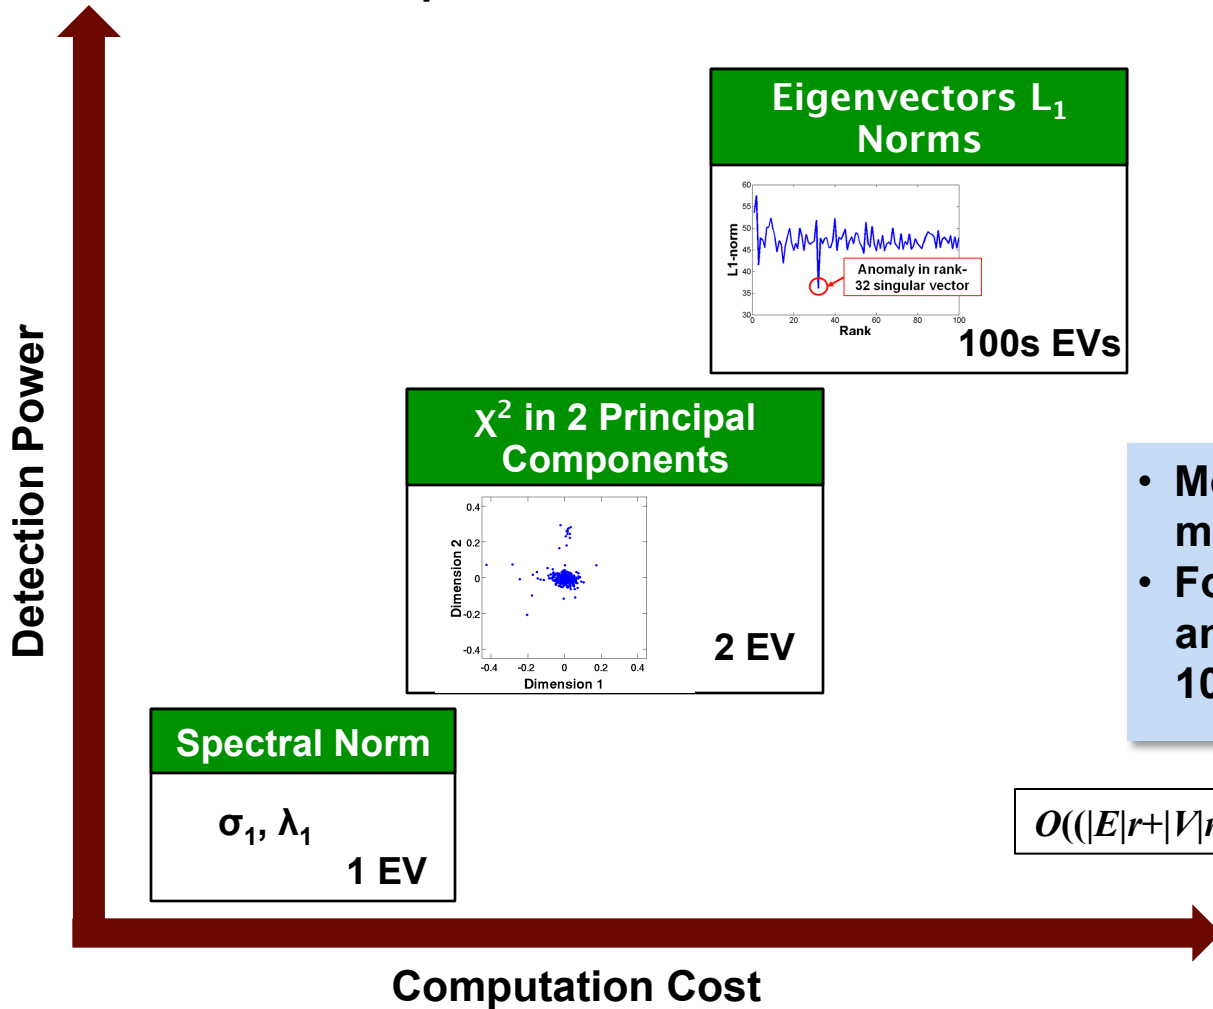 Eigenvectors L₁
Norms
60
55
50
45
40
35
30
L1-norm
Anomaly in rank-
32 singular vector
0 20 40 60 80 100
Rank
100s EVs
χ² in 2 Principal
Components
0.4
0.2
0
-0.2
-0.4
Dimension 2
-0.4 -0.2 0 0.2 0.4
Dimension 1
2 EV
Spectral Norm
σ₁, λ₁
1 EV
Detection Power
Computation Cost
•
•
10
O((|E|r+|V|